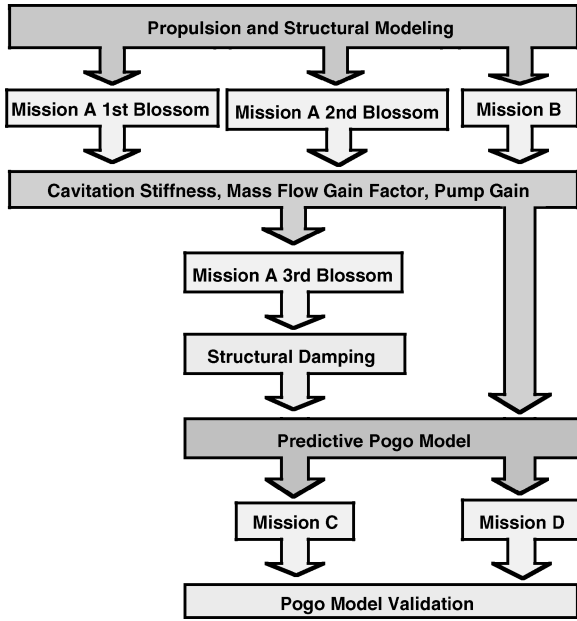 Propulsion and Structural Modeling
Mission A 1st Blossom
Mission A 2nd Blossom
Mission B
Cavitation Stiffness, Mass Flow Gain Factor, Pump Gain
Mission A 3rd Blossom
Structural Damping
Predictive Pogo Model
Mission C
Mission D
Pogo Model Validation